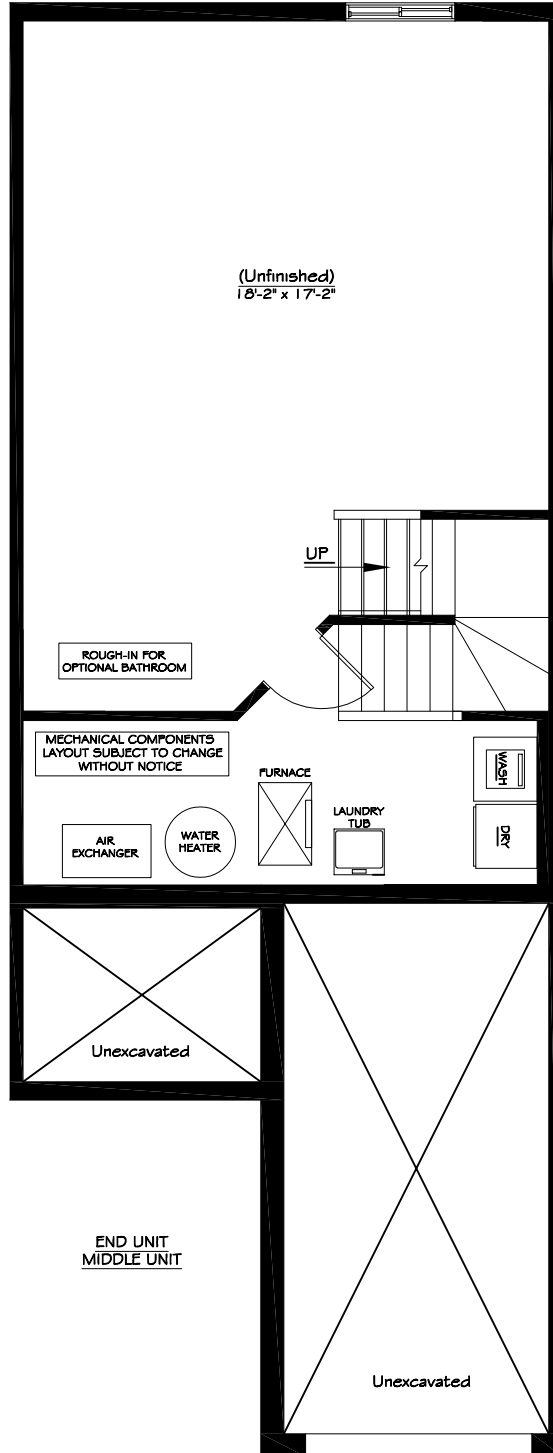 (Unfinished)
18'-2" x 17'-2"
UP
ROUGH-IN FOR
OPTIONAL BATHROOM
MECHANICAL COMPONENTS
LAYOUT SUBJECT TO CHANGE
WITHOUT NOTICE
FURNACE
WASH
LAUNDRY
TUB
DRY
AIR
EXCHANGER
WATER
HEATER
Unexcavated
END UNIT
MIDDLE UNIT
Unexcavated